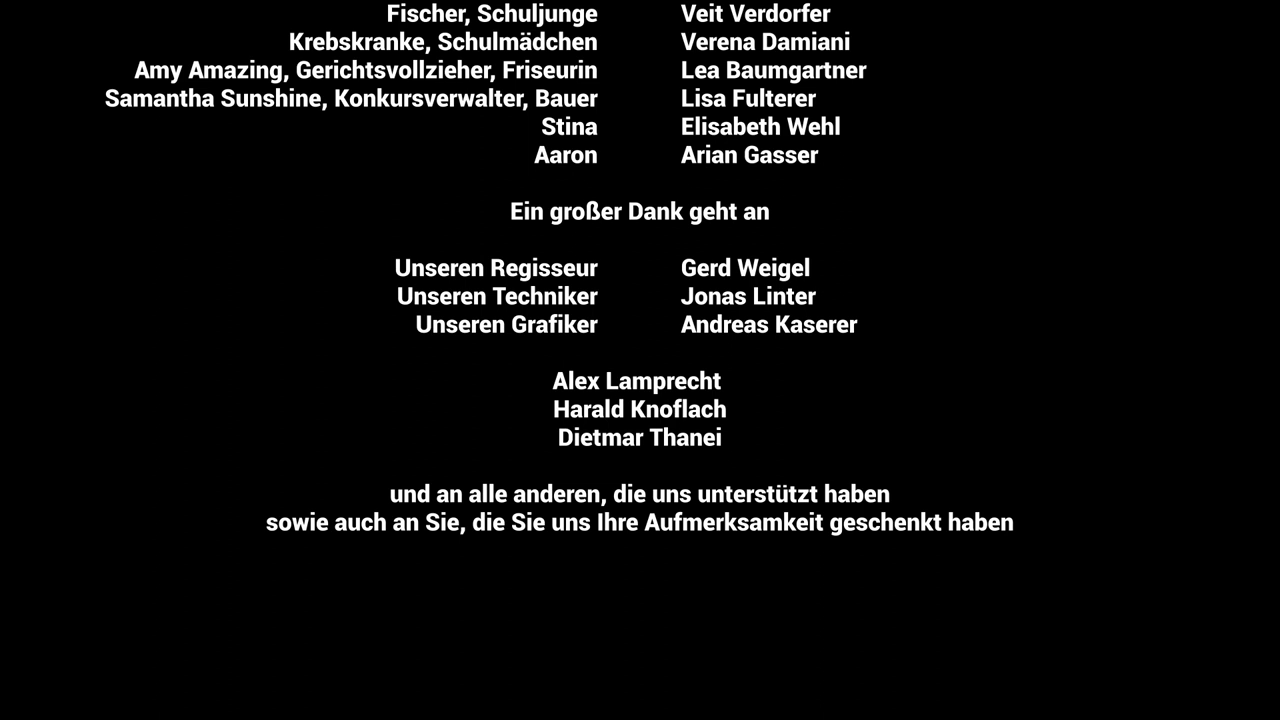 Fischer, Schuljunge Veit Verdorfer
Krebskranke, Schulmädchen Verena Damiani
Amy Amazing, Gerichtsvollzieher, Friseurin Lea Baumgartner
Samantha Sunshine, Konkursverwalter, Bauer Lisa Fulterer
Stina Elisabeth Wehl
Aaron Arian Gasser
Ein großer Dank geht an
Unseren Regisseur Gerd Weigel
Unseren Techniker Jonas Linter
Unseren Grafiker Andreas Kaserer
Alex Lamprecht
Harald Knoflach
Dietmar Thanei
und an alle anderen, die uns unterstützt haben
sowie auch an Sie, die Sie uns Ihre Aufmerksamkeit geschenkt haben